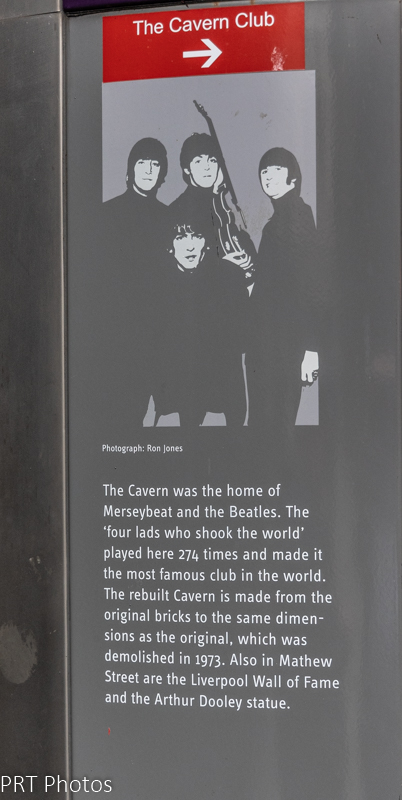 The Cavern Club
Photograph: Ron Jones
The Cavern was the home of
Merseybeat and the Beatles. The
‘four lads who shook the world’
played here 274 times and made it
the most famous club in the world.
The rebuilt Cavern is made from the
original bricks to the same dimen-
sions as the original, which was
demolished in 1973. Also in Mathew
Street are the Liverpool Wall of Fame
and the Arthur Dooley statue.
PRT Photos